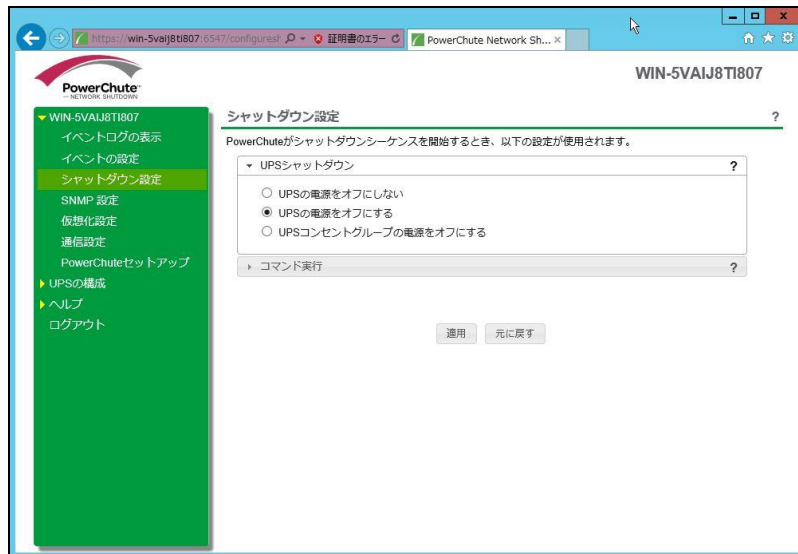 https://win-5vaij8ti807:6547/configuresh
証明書のエラー
PowerChute Network Sh...
PowerChute
NETWORK SHUTDOWN
WIN-5VAIJ8TI807
WIN-5VAIJ8TI807
イベントログの表示
イベントの設定
シャットダウン設定
SNMP 設定
仮想化設定
通信設定
PowerChuteセットアップ
UPSの構成
ヘルプ
ログアウト
シャットダウン設定 ?
PowerChuteがシャットダウンシーケンスを開始するとき、以下の設定が使用されます。
UPSシャットダウン ?
UPSの電源をオフにしない
UPSの電源をオフにする
UPSコンセントグループの電源をオフにする
コマンド実行 ?
適用 元に戻す